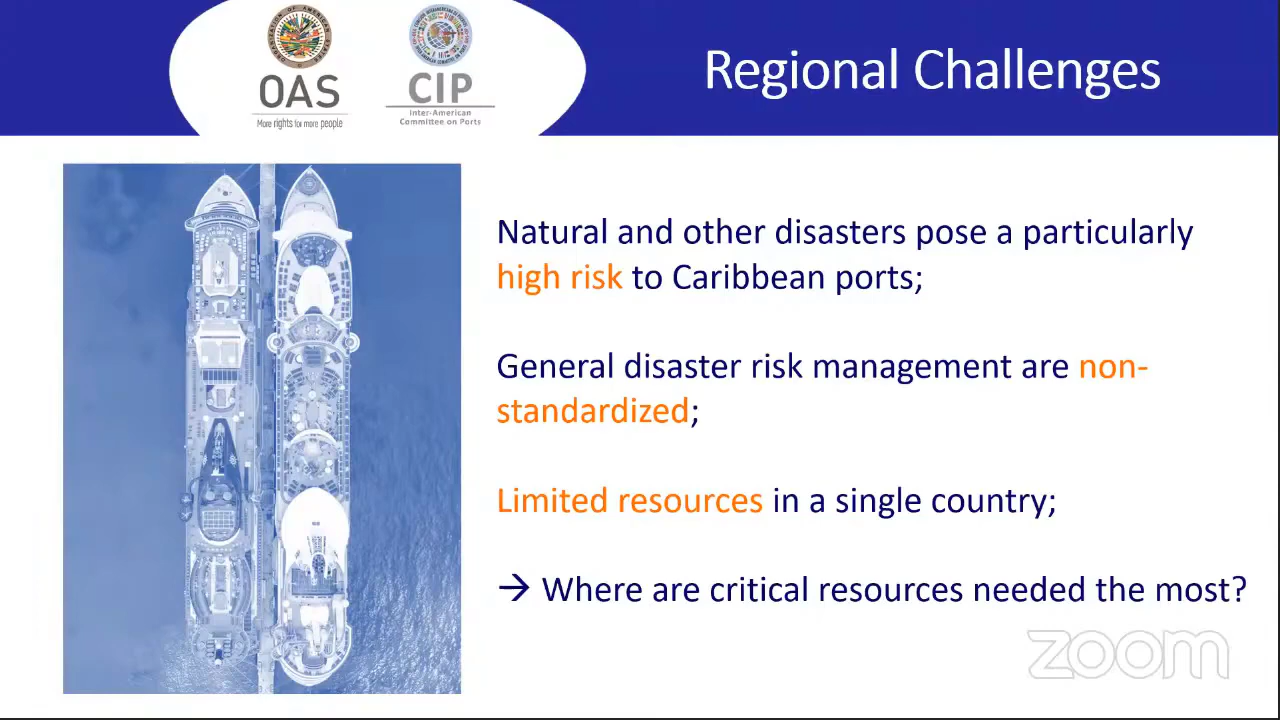 OAS
More rights for more people
CIP
Inter-American
Committee on Ports
Regional Challenges
Natural and other disasters pose a particularly
high risk to Caribbean ports;
General disaster risk management are non-
standardized;
Limited resources in a single country;
→ Where are critical resources needed the most?
zoom